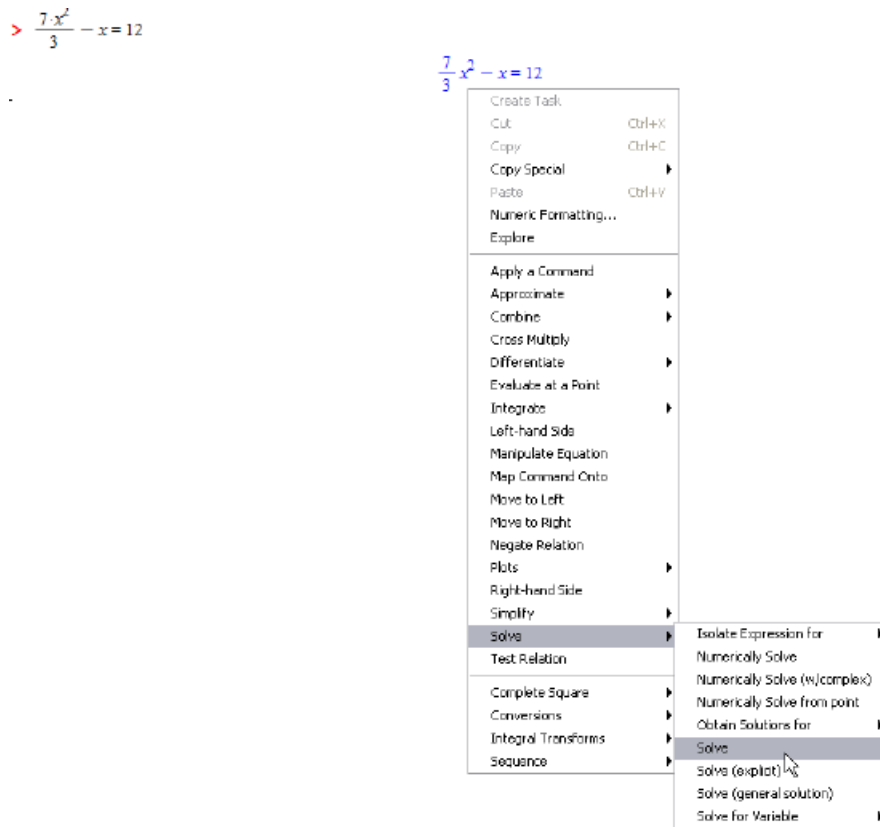 > 7·x²/3 − x = 12
7/3 x² − x = 12
Create Task
Cut Ctrl+X
Copy Ctrl+C
Copy Special
Paste Ctrl+V
Numeric Formatting...
Explore
Apply a Command
Approximate
Combine
Cross Multiply
Differentiate
Evaluate at a Point
Integrate
Left-hand Side
Manipulate Equation
Map Command Onto
Move to Left
Move to Right
Negate Relation
Plots
Right-hand Side
Simplify
Solve
Test Relation
Complete Square
Conversions
Integral Transforms
Sequence
Isolate Expression for
Numerically Solve
Numerically Solve (w/complex)
Numerically Solve from point
Obtain Solutions for
Solve
Solve (explicit)
Solve (general solution)
Solve for Variable